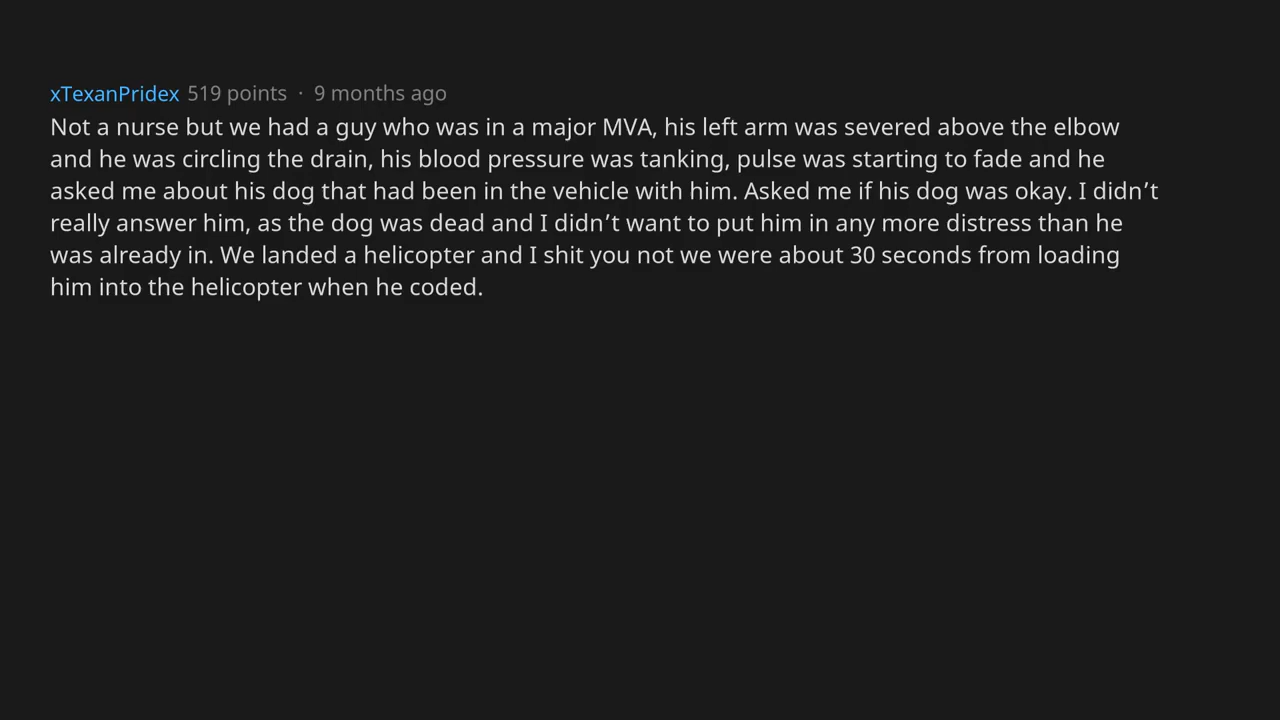 xTexanPridex 519 points · 9 months ago
Not a nurse but we had a guy who was in a major MVA, his left arm was severed above the elbow
and he was circling the drain, his blood pressure was tanking, pulse was starting to fade and he
asked me about his dog that had been in the vehicle with him. Asked me if his dog was okay. I didn’t
really answer him, as the dog was dead and I didn’t want to put him in any more distress than he
was already in. We landed a helicopter and I shit you not we were about 30 seconds from loading
him into the helicopter when he coded.